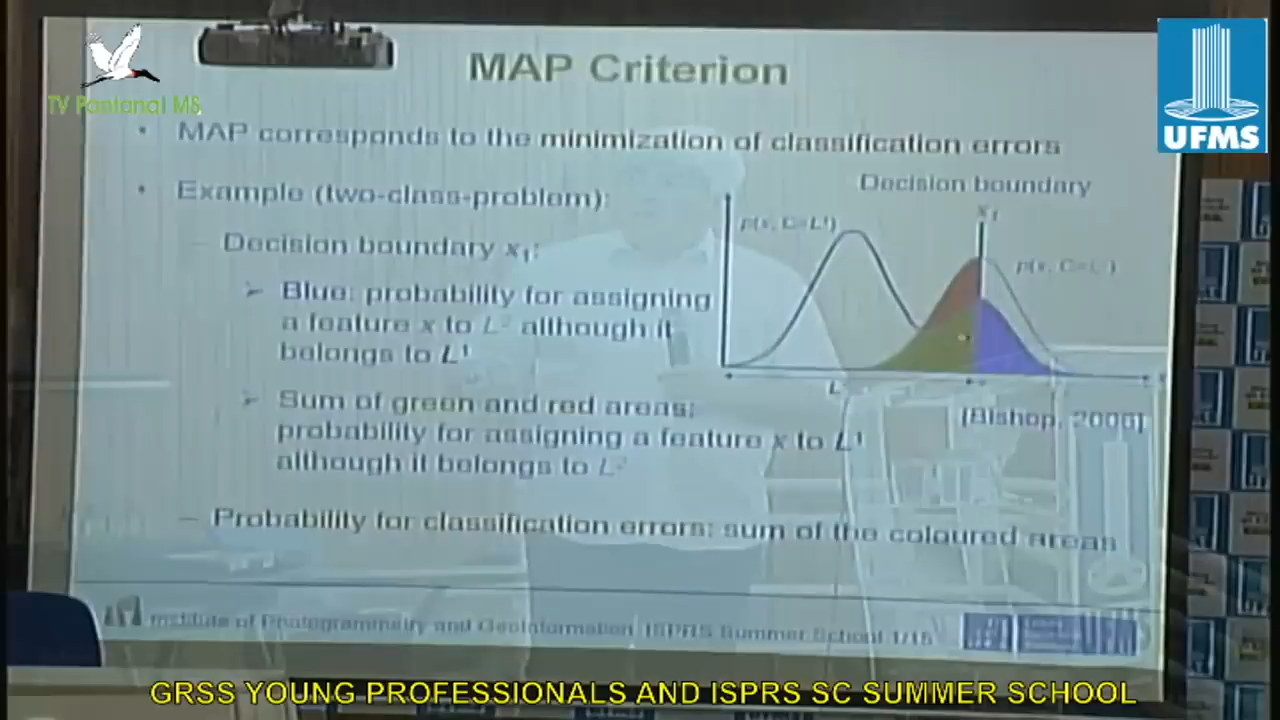 TV Pantanal MS
UFMS
MAP Criterion
• MAP corresponds to the minimization of classification errors
• Example (two-class-problem):
– Decision boundary x₁:
➢ Blue: probability for assigning
a feature x to L² although it
belongs to L¹
➢ Sum of green and red areas:
probability for assigning a feature x to L¹
although it belongs to L²
– Probability for classification errors: sum of the coloured areas
Decision boundary
x₁
p(x, C=L¹)
[Bishop, 2006]
Institute of Photogrammetry and GeoInformation ISPRS Summer School 1/15
GRSS YOUNG PROFESSIONALS AND ISPRS SC SUMMER SCHOOL